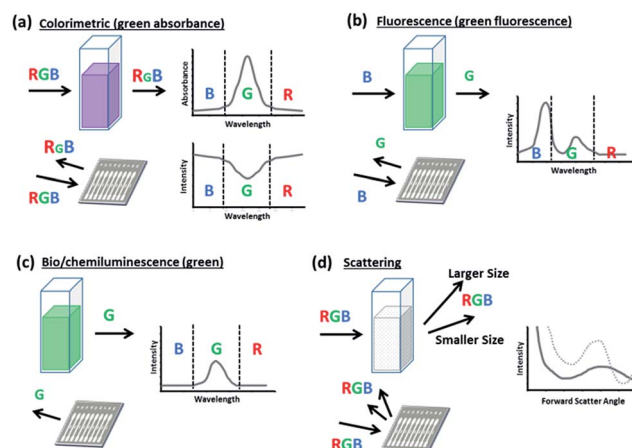 (a) Colorimetric (green absorbance)
RGB
RGB
Absorbance
B G R
Wavelength
RGB
RGB
Intensity
B G R
Wavelength
(b) Fluorescence (green fluorescence)
B
G
G
B
Intensity
B G R
Wavelength
(c) Bio/chemiluminescence (green)
G
G
Intensity
B G R
Wavelength
(d) Scattering
Larger Size
RGB
RGB
Smaller Size
RGB
RGB
Intensity
Forward Scatter Angle